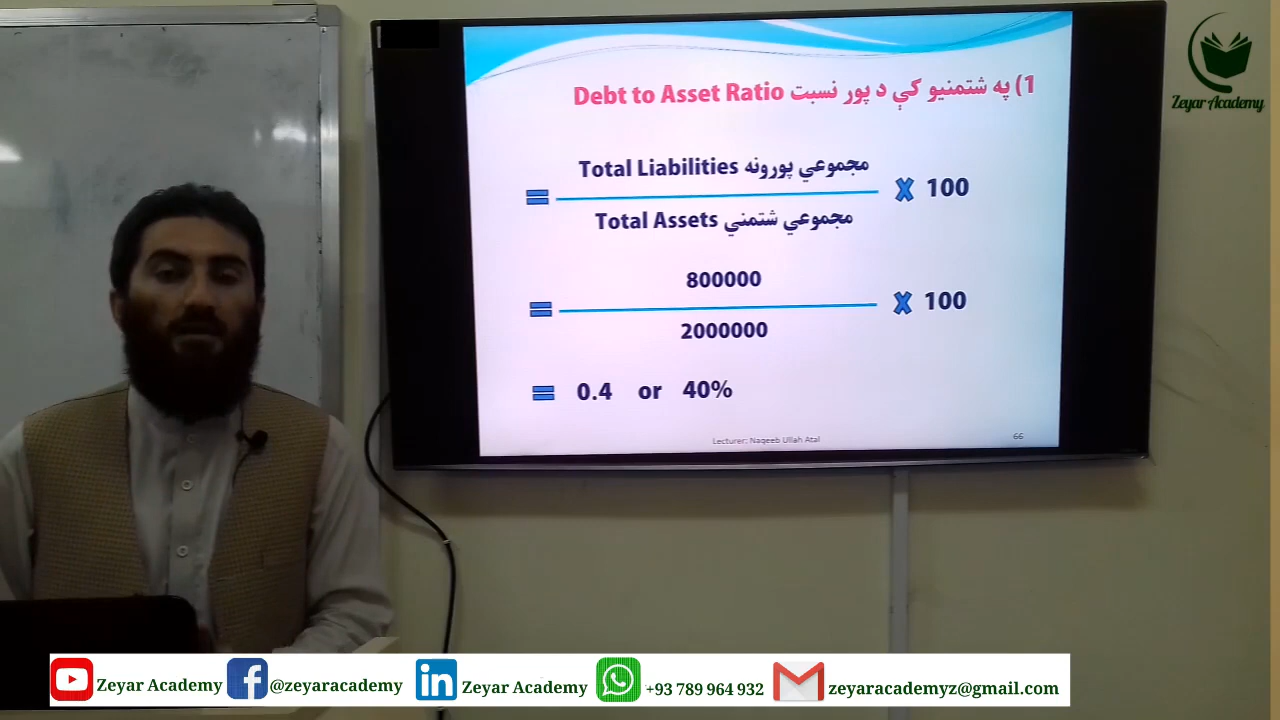 1) په شتمنیو کې د پور نسبت Debt to Asset Ratio
= Total Liabilities مجموعي پورونه X 100
Total Assets مجموعي شتمني
= 800000 X 100
2000000
= 0.4 or 40%
Lecturer: Naqeeb Ullah Atal 66
Zeyar Academy
Zeyar Academy @zeyaracademy in Zeyar Academy +93 789 964 932 zeyaracademyz@gmail.com